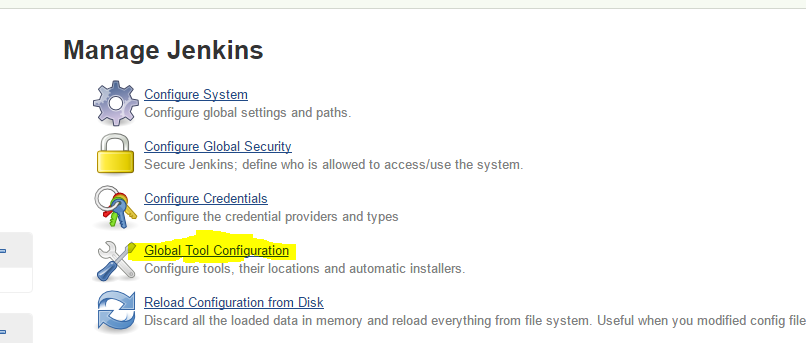 Manage Jenkins
Configure System
Configure global settings and paths.
Configure Global Security
Secure Jenkins; define who is allowed to access/use the system.
Configure Credentials
Configure the credential providers and types
Global Tool Configuration
Configure tools, their locations and automatic installers.
Reload Configuration from Disk
Discard all the loaded data in memory and reload everything from file system. Useful when you modified config file